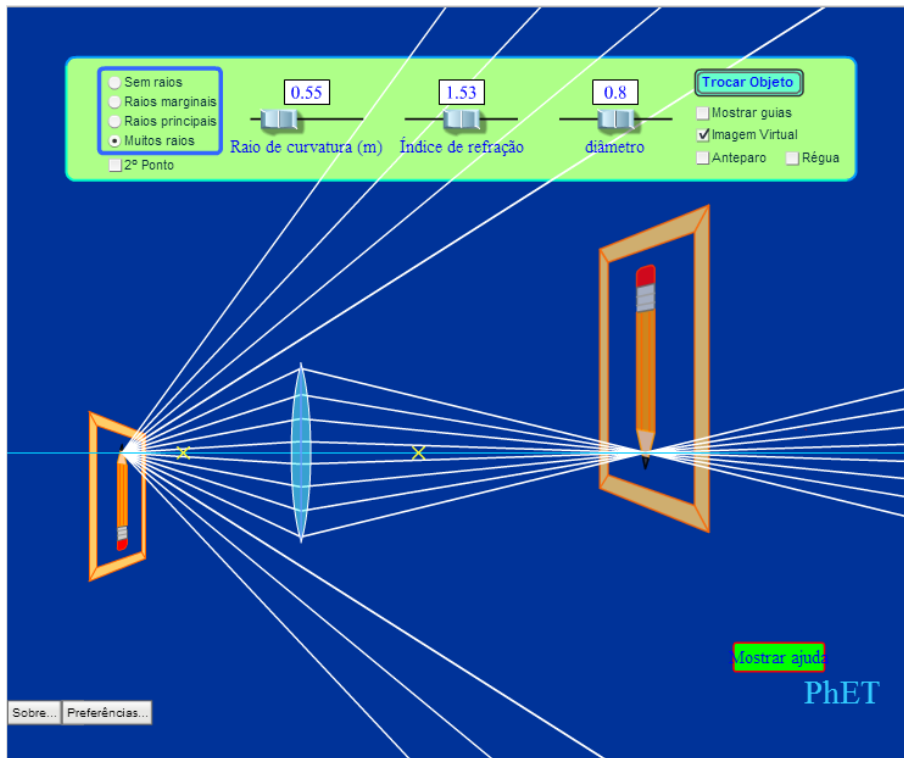 Sem raios
Raios marginais
Raios principais
Muitos raios
2º Ponto
0.55
Raio de curvatura (m)
1.53
Índice de refração
0.8
diâmetro
Trocar Objeto
Mostrar guias
Imagem Virtual
Anteparo Régua
Mostrar ajuda
PhET
Sobre... Preferências...